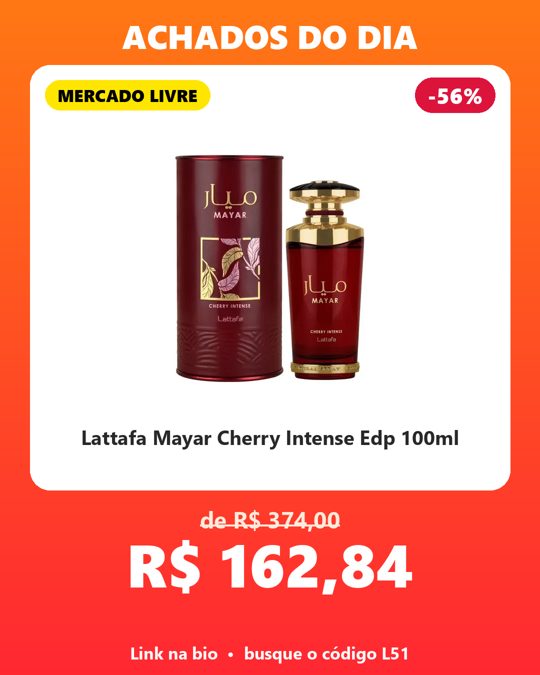 ACHADOS DO DIA
MERCADO LIVRE
-56%
ميار
MAYAR
CHERRY INTENSE
Lattafa
ميار
MAYAR
CHERRY INTENSE
Lattafa
Lattafa Mayar Cherry Intense Edp 100ml
de R$ 374,00
R$ 162,84
Link na bio • busque o código L51